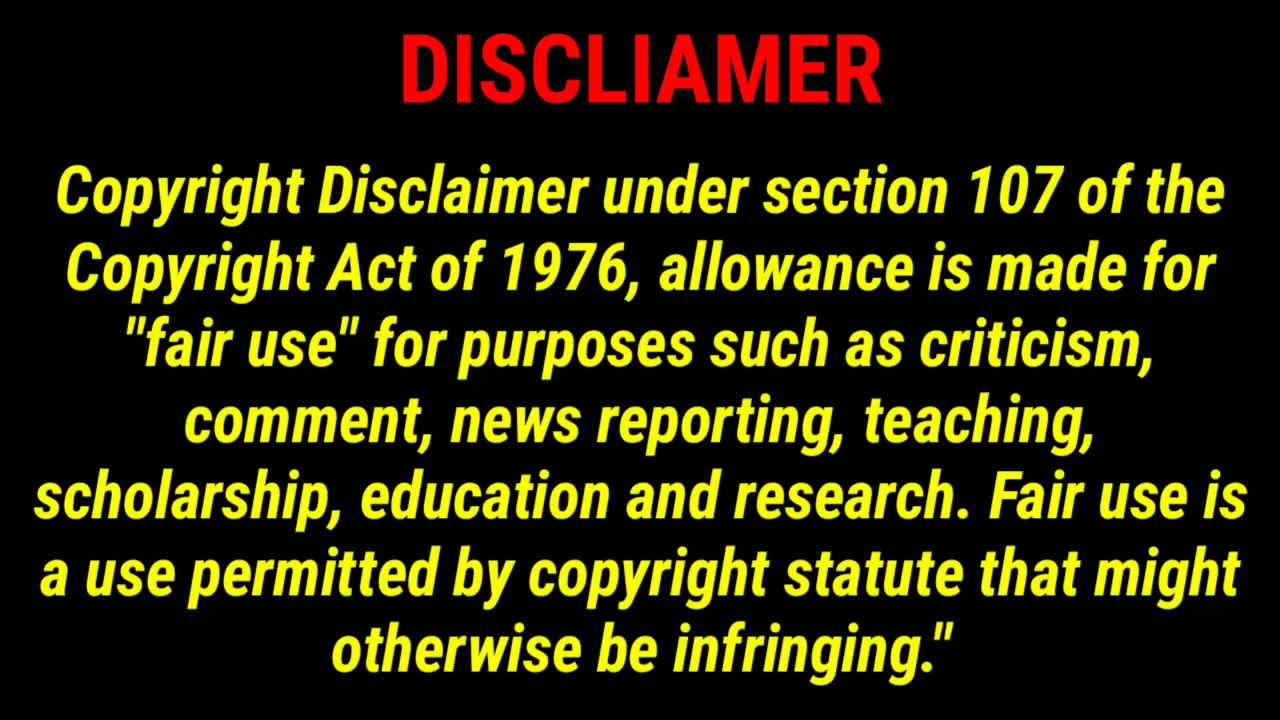 DISCLIAMER
Copyright Disclaimer under section 107 of the
Copyright Act of 1976, allowance is made for
"fair use" for purposes such as criticism,
comment, news reporting, teaching,
scholarship, education and research. Fair use is
a use permitted by copyright statute that might
otherwise be infringing."